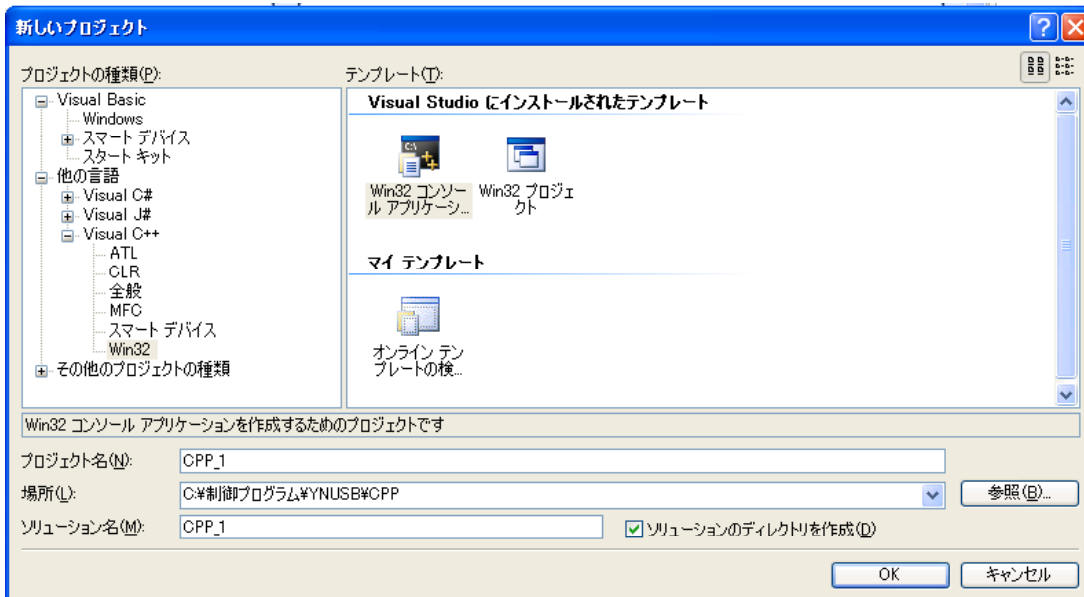 新しいプロジェクト
プロジェクトの種類(P):
テンプレート(T):
Visual Basic
Windows
スマート デバイス
スタート キット
他の言語
Visual C#
Visual J#
Visual C++
ATL
CLR
全般
MFC
スマート デバイス
Win32
その他のプロジェクトの種類
Visual Studio にインストールされたテンプレート
Win32 コンソー
ル アプリケーシ...
Win32 プロジェ
クト
マイ テンプレート
オンライン テン
プレートの検...
Win32 コンソール アプリケーションを作成するためのプロジェクトです
プロジェクト名(N):
CPP_1
場所(L):
C:¥制御プログラム¥YNUSB¥CPP
参照(B)...
ソリューション名(M):
CPP_1
ソリューションのディレクトリを作成(D)
OK
キャンセル